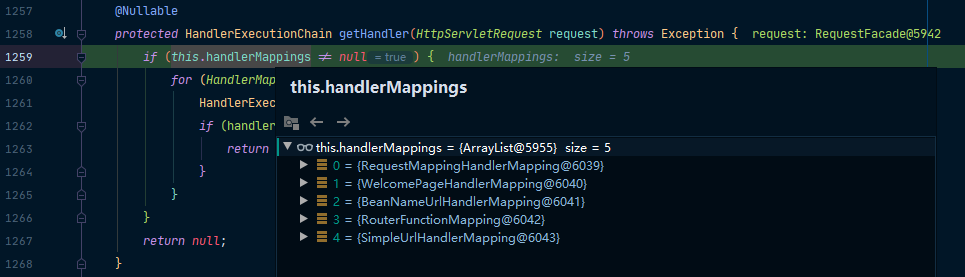 1257 @Nullable
1258 protected HandlerExecutionChain getHandler(HttpServletRequest request) throws Exception { request: RequestFacade@5942
1259 if (this.handlerMappings ≠ null = true ) { handlerMappings: size = 5
1260 for (HandlerMap
1261 HandlerExec
1262 if (handler
1263 return
1264 }
1265 }
1266 }
1267 return null;
1268 }
this.handlerMappings
this.handlerMappings = {ArrayList@5955} size = 5
0 = {RequestMappingHandlerMapping@6039}
1 = {WelcomePageHandlerMapping@6040}
2 = {BeanNameUrlHandlerMapping@6041}
3 = {RouterFunctionMapping@6042}
4 = {SimpleUrlHandlerMapping@6043}